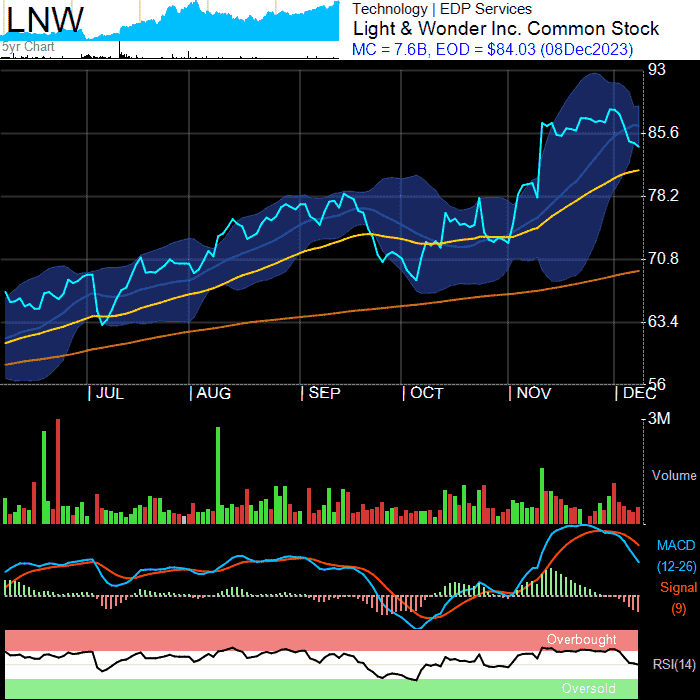 LNW
5yr Chart
Technology | EDP Services
Light & Wonder Inc. Common Stock
MC = 7.6B, EOD = $84.03 (08Dec2023)
93
85.6
78.2
70.8
63.4
56
JUL AUG SEP OCT NOV DEC
3M
Volume
MACD
(12-26)
Signal
(9)
Overbought
RSI(14)
Oversold